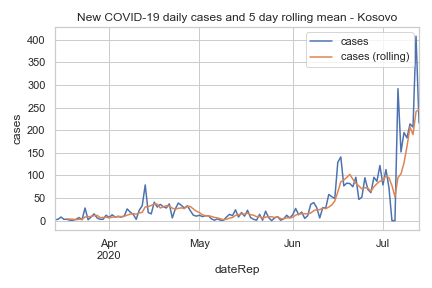 New COVID-19 daily cases and 5 day rolling mean - Kosovo
cases
cases (rolling)
400
350
300
250
200
150
100
50
0
cases
Apr
2020
May
Jun
Jul
dateRep